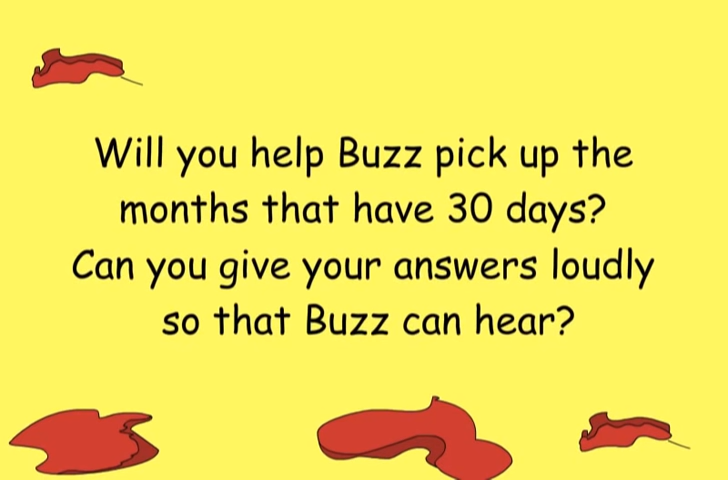 Will you help Buzz pick up the
months that have 30 days?
Can you give your answers loudly
so that Buzz can hear?